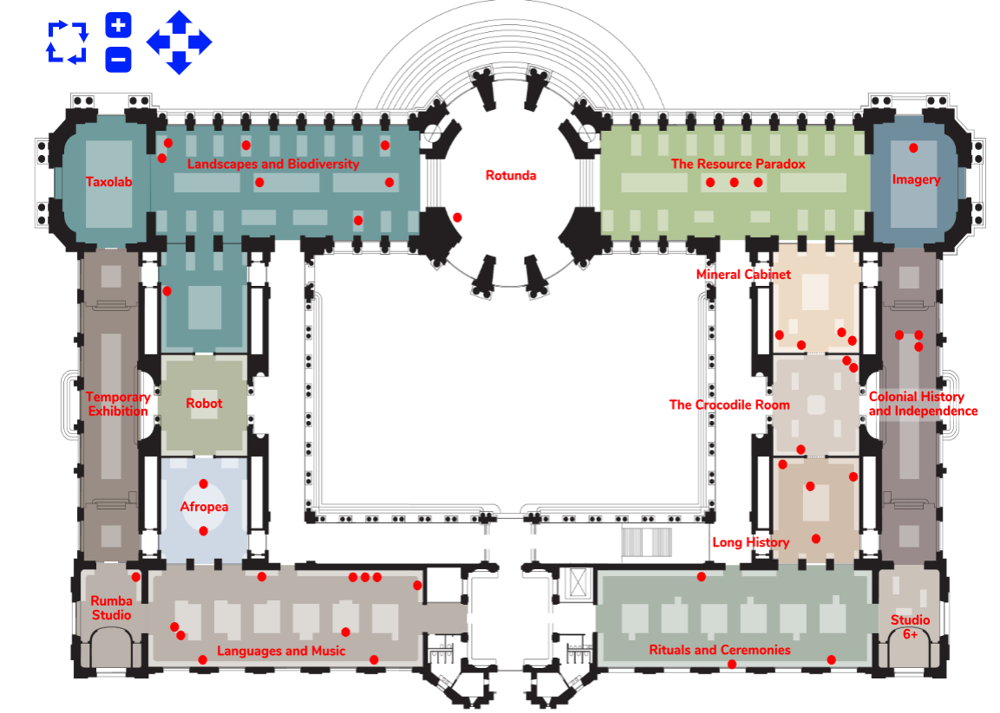 Landscapes and Biodiversity
The Resource Paradox
Taxolab
Rotunda
Imagery
Mineral Cabinet
Temporary
Exhibition
Robot
The Crocodile Room
Colonial History
and Independence
Afropea
Long History
Rumba
Studio
Languages and Music
Rituals and Ceremonies
Studio
6+